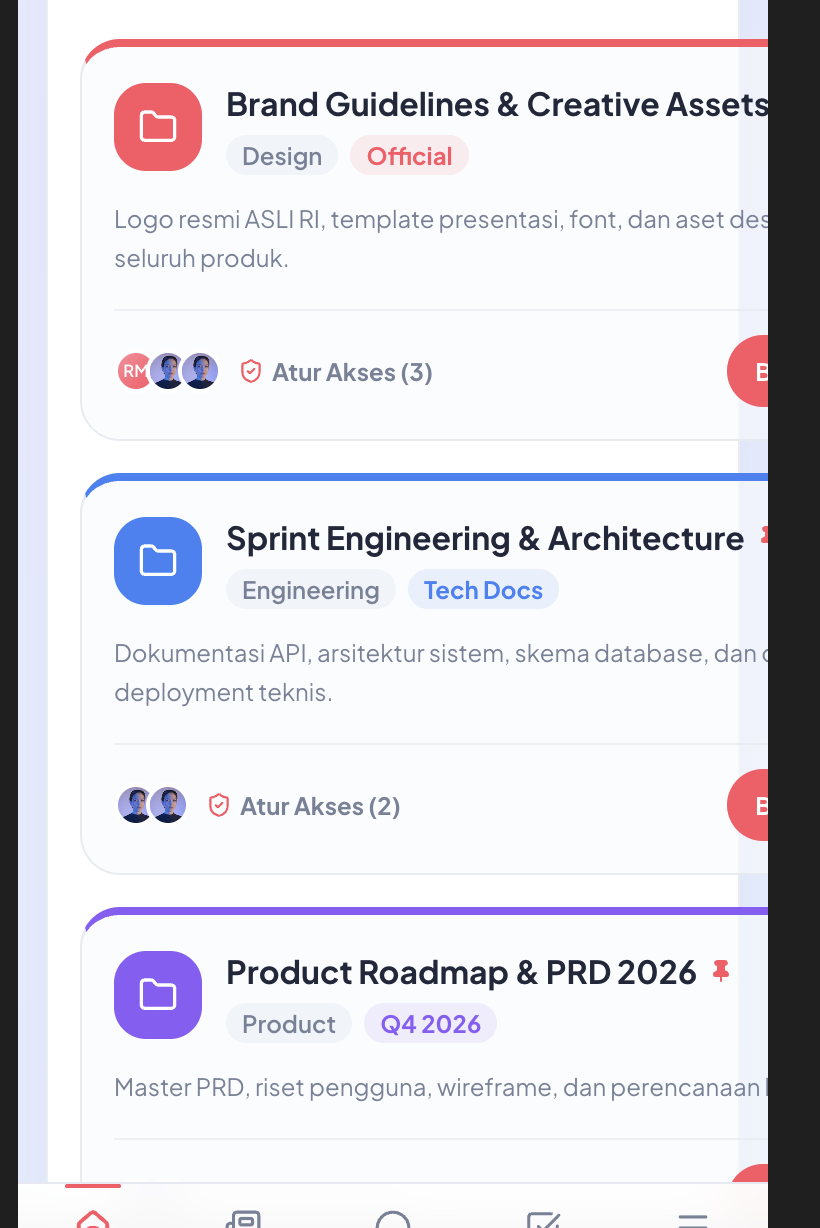 Brand Guidelines & Creative Assets
Design
Official
Logo resmi ASLI RI, template presentasi, font, dan aset
seluruh produk.
RM
Atur Akses (3)
Sprint Engineering & Architecture
Engineering
Tech Docs
Dokumentasi API, arsitektur sistem, skema database, dan
deployment teknis.
Atur Akses (2)
Product Roadmap & PRD 2026
Product
Q4 2026
Master PRD, riset pengguna, wireframe, dan perencanaan